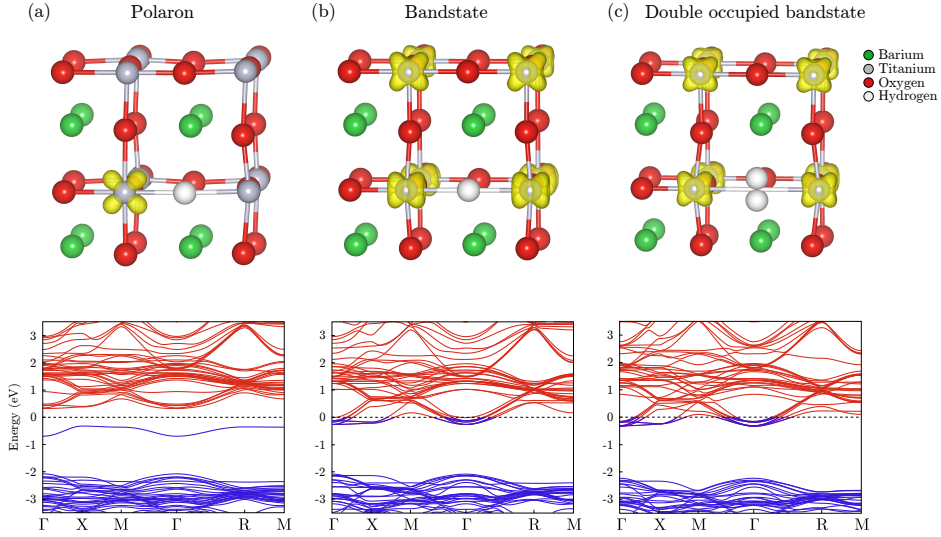 (a) Polaron
(b) Bandstate
(c) Double occupied bandstate
Barium
Titanium
Oxygen
Hydrogen
Energy (eV)
3
2
1
0
-1
-2
-3
Γ X M Γ R M
3
2
1
0
-1
-2
-3
Γ X M Γ R M
3
2
1
0
-1
-2
-3
Γ X M Γ R M